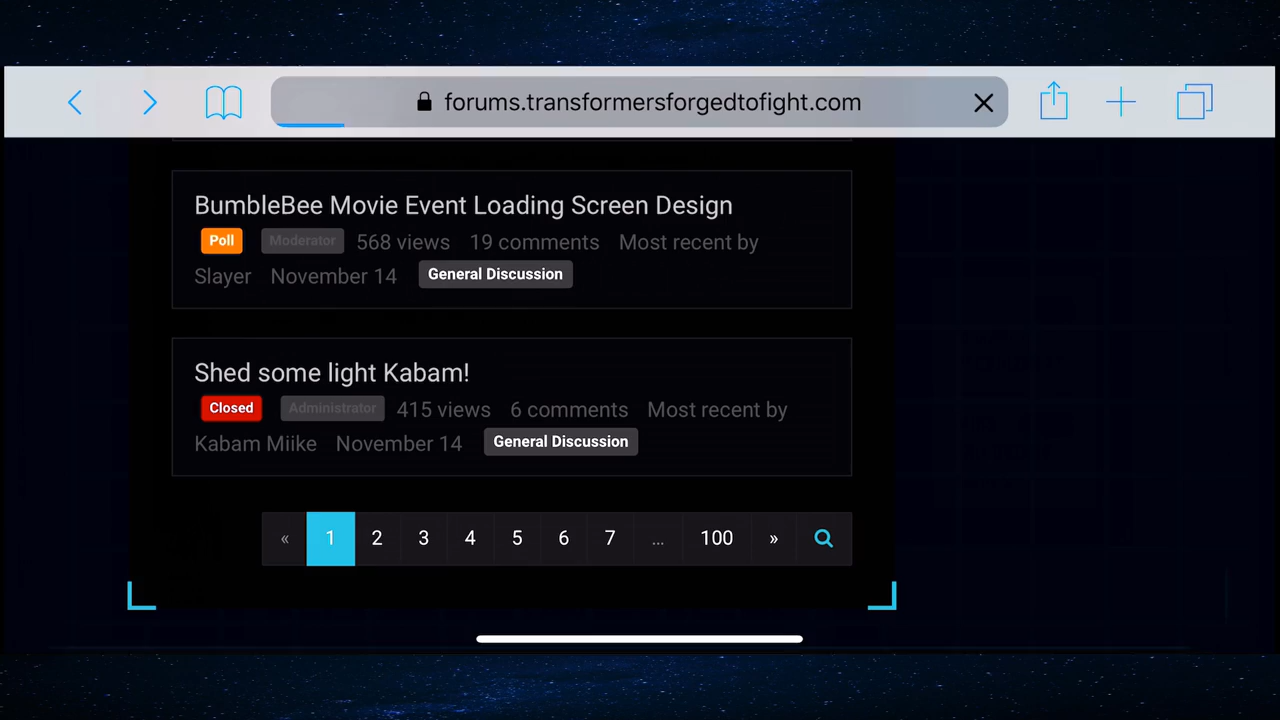 forums.transformersforgedtofight.com
BumbleBee Movie Event Loading Screen Design
Poll Moderator 568 views 19 comments Most recent by
Slayer November 14 General Discussion
Shed some light Kabam!
Closed Administrator 415 views 6 comments Most recent by
Kabam Miike November 14 General Discussion
« 1 2 3 4 5 6 7 … 100 »